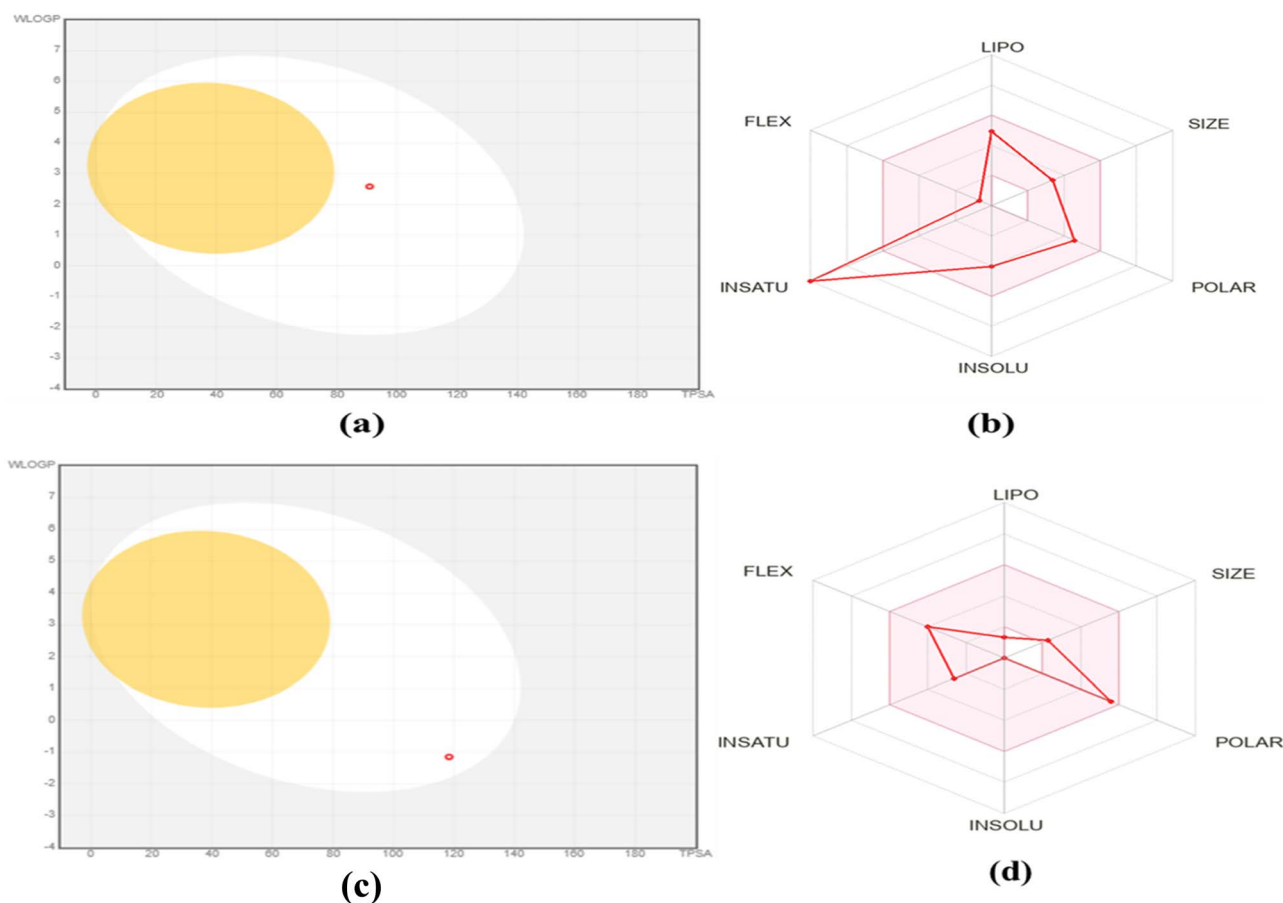 WLOGP
7
6
5
4
3
2
1
0
-1
-2
-3
-4
0 20 40 60 80 100 120 140 160 180 TPSA
(a)
LIPO
FLEX SIZE
INSATU POLAR
INSOLU
(b)
WLOGP
7
6
5
4
3
2
1
0
-1
-2
-3
-4
0 20 40 60 80 100 120 140 160 180 TPSA
(c)
LIPO
FLEX SIZE
INSATU POLAR
INSOLU
(d)